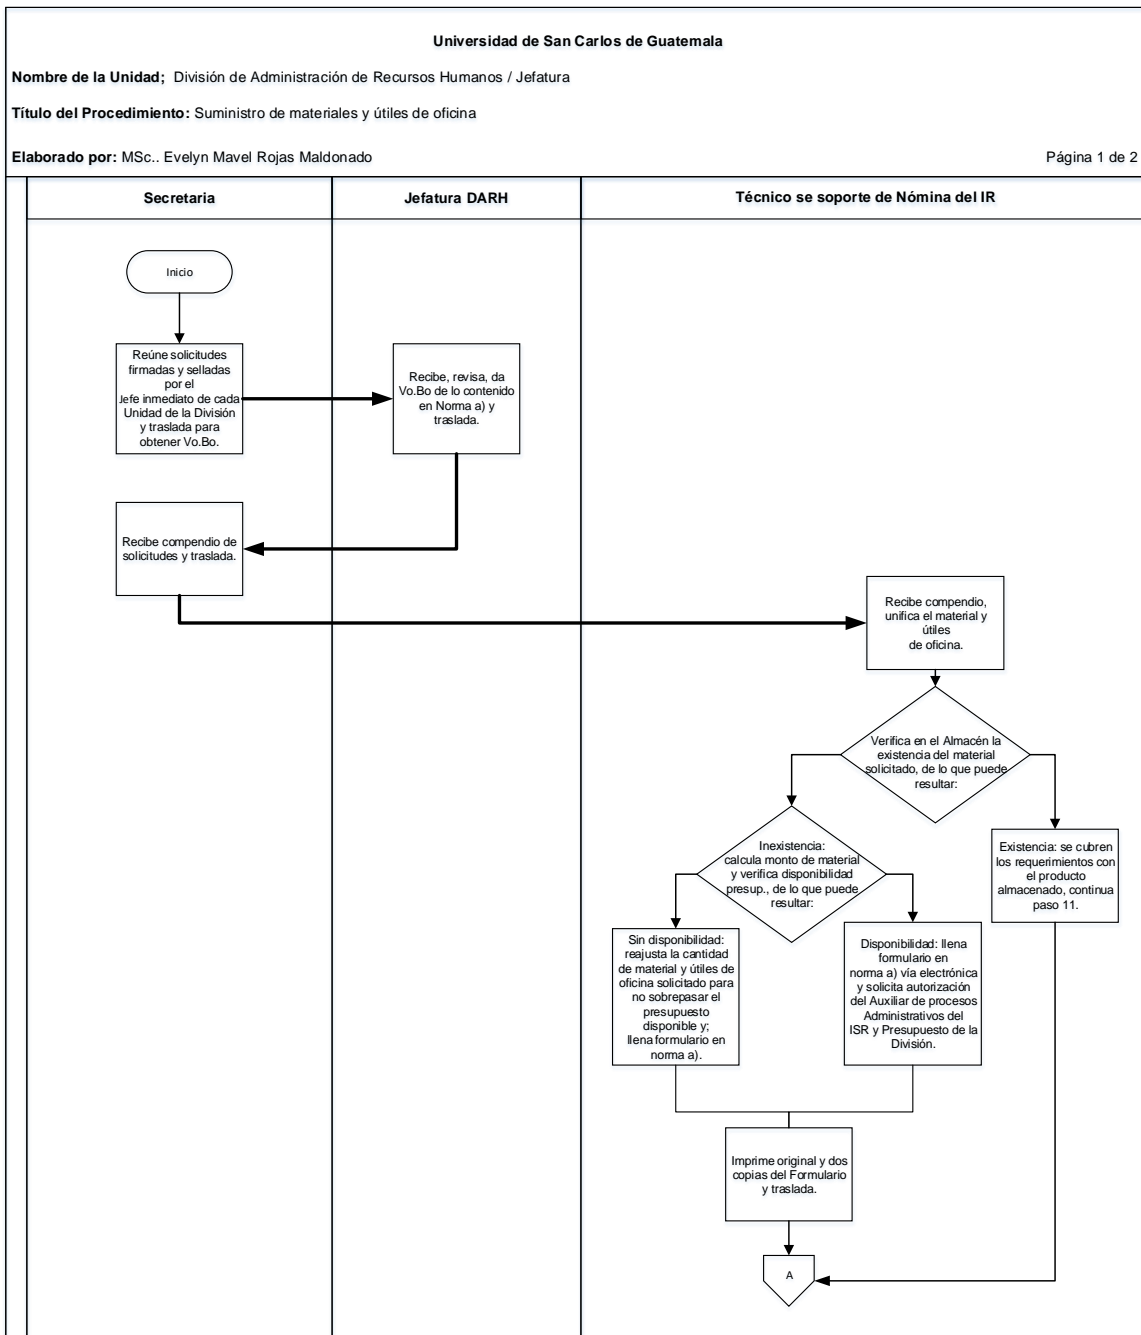 Universidad de San Carlos de Guatemala
Nombre de la Unidad; División de Administración de Recursos Humanos / Jefatura
Título del Procedimiento: Suministro de materiales y útiles de oficina
Elaborado por: MSc.. Evelyn Mavel Rojas Maldonado
Página 1 de 2
Secretaria
Jefatura DARH
Técnico se soporte de Nómina del IR
Inicio
Reúne solicitudes
firmadas y selladas
por el
Jefe inmediato de cada
Unidad de la División
y traslada para
obtener Vo.Bo.
Recibe, revisa, da
Vo.Bo de lo contenido
en Norma a) y
traslada.
Recibe compendio de
solicitudes y traslada.
Recibe compendio,
unifica el material y
útiles
de oficina.
Verifica en el Almacén la
existencia del material
solicitado, de lo que puede
resultar:
Inexistencia:
calcula monto de material
y verifica disponibilidad
presup., de lo que puede
resultar:
Existencia: se cubren
los requerimientos con
el producto
almacenado, continua
paso 11.
Sin disponibilidad:
reajusta la cantidad
de material y útiles de
oficina solicitado para
no sobrepasar el
presupuesto
disponible y;
llena formulario en
norma a).
Disponibilidad: llena
formulario en
norma a) vía electrónica
y solicita autorización
del Auxiliar de procesos
Administrativos del
ISR y Presupuesto de la
División.
Imprime original y dos
copias del Formulario
y traslada.
A